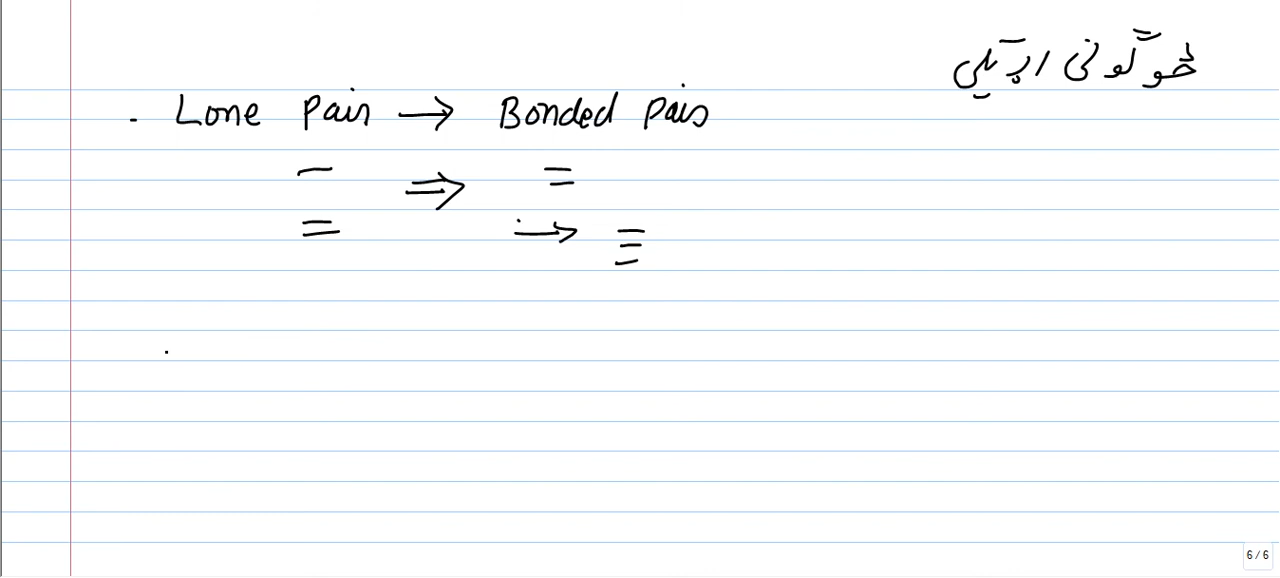 . Lone Pair → Bonded Pair
— ⇒ =
= → ≡
6 / 6